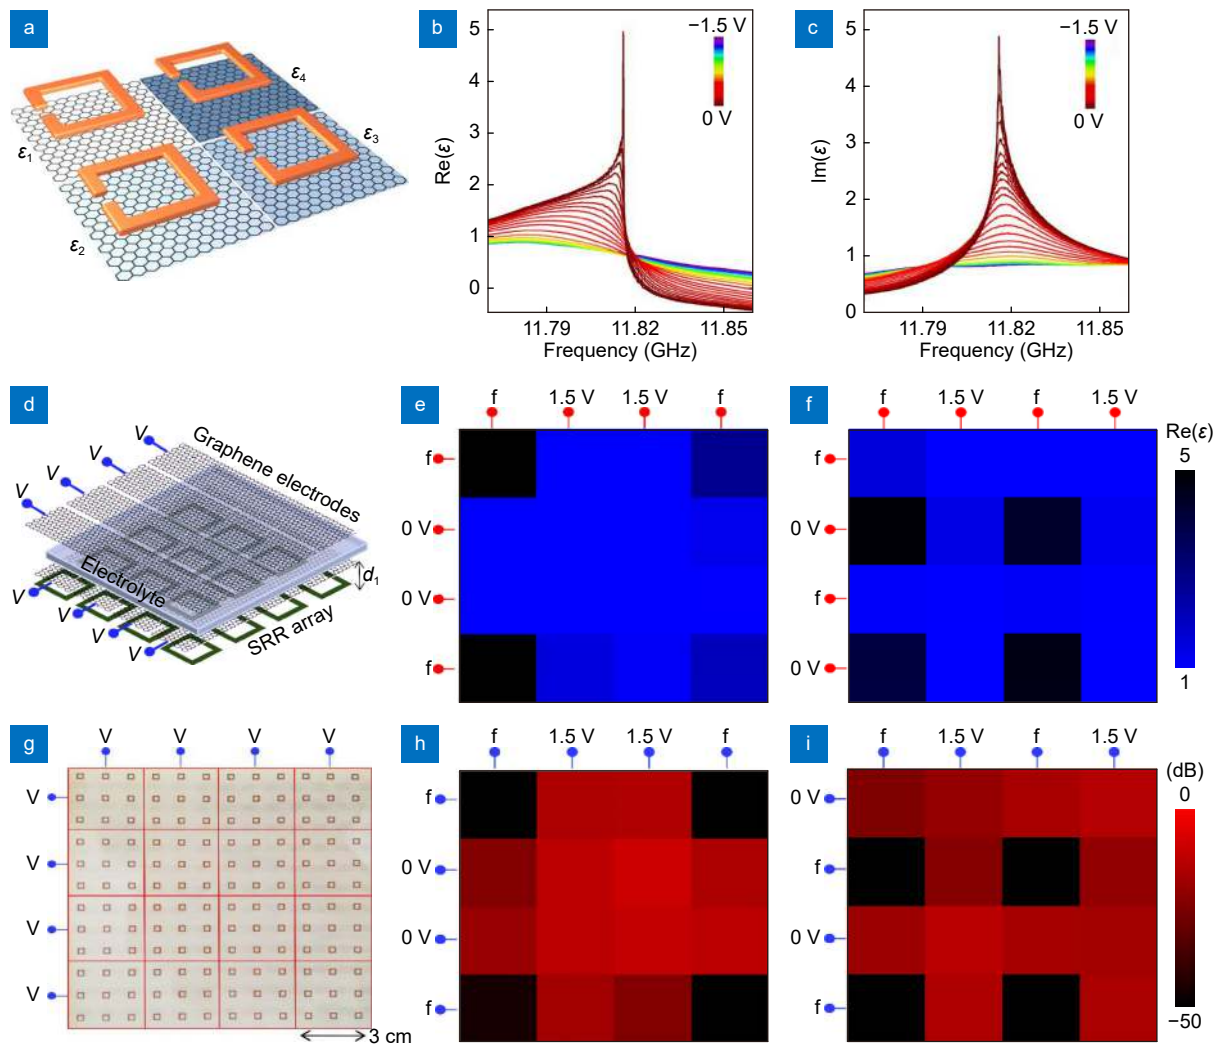 a
ε1
ε2
ε3
ε4
b
−1.5 V
0 V
Re(ε)
5
4
3
2
1
0
11.79
11.82
11.85
Frequency (GHz)
c
−1.5 V
0 V
Im(ε)
5
4
3
2
1
0
11.79
11.82
11.85
Frequency (GHz)
d
V
V
V
V
Graphene electrodes
Electrolyte
d1
V
V
V
V
SRR array
e
f 1.5 V 1.5 V f
f
0 V
0 V
f
f
f 1.5 V f 1.5 V
f
0 V
f
0 V
Re(ε)
5
1
g
V V V V
V
V
V
V
3 cm
h
f 1.5 V 1.5 V f
f
0 V
0 V
f
i
f 1.5 V f 1.5 V
0 V
f
0 V
f
(dB)
0
−50